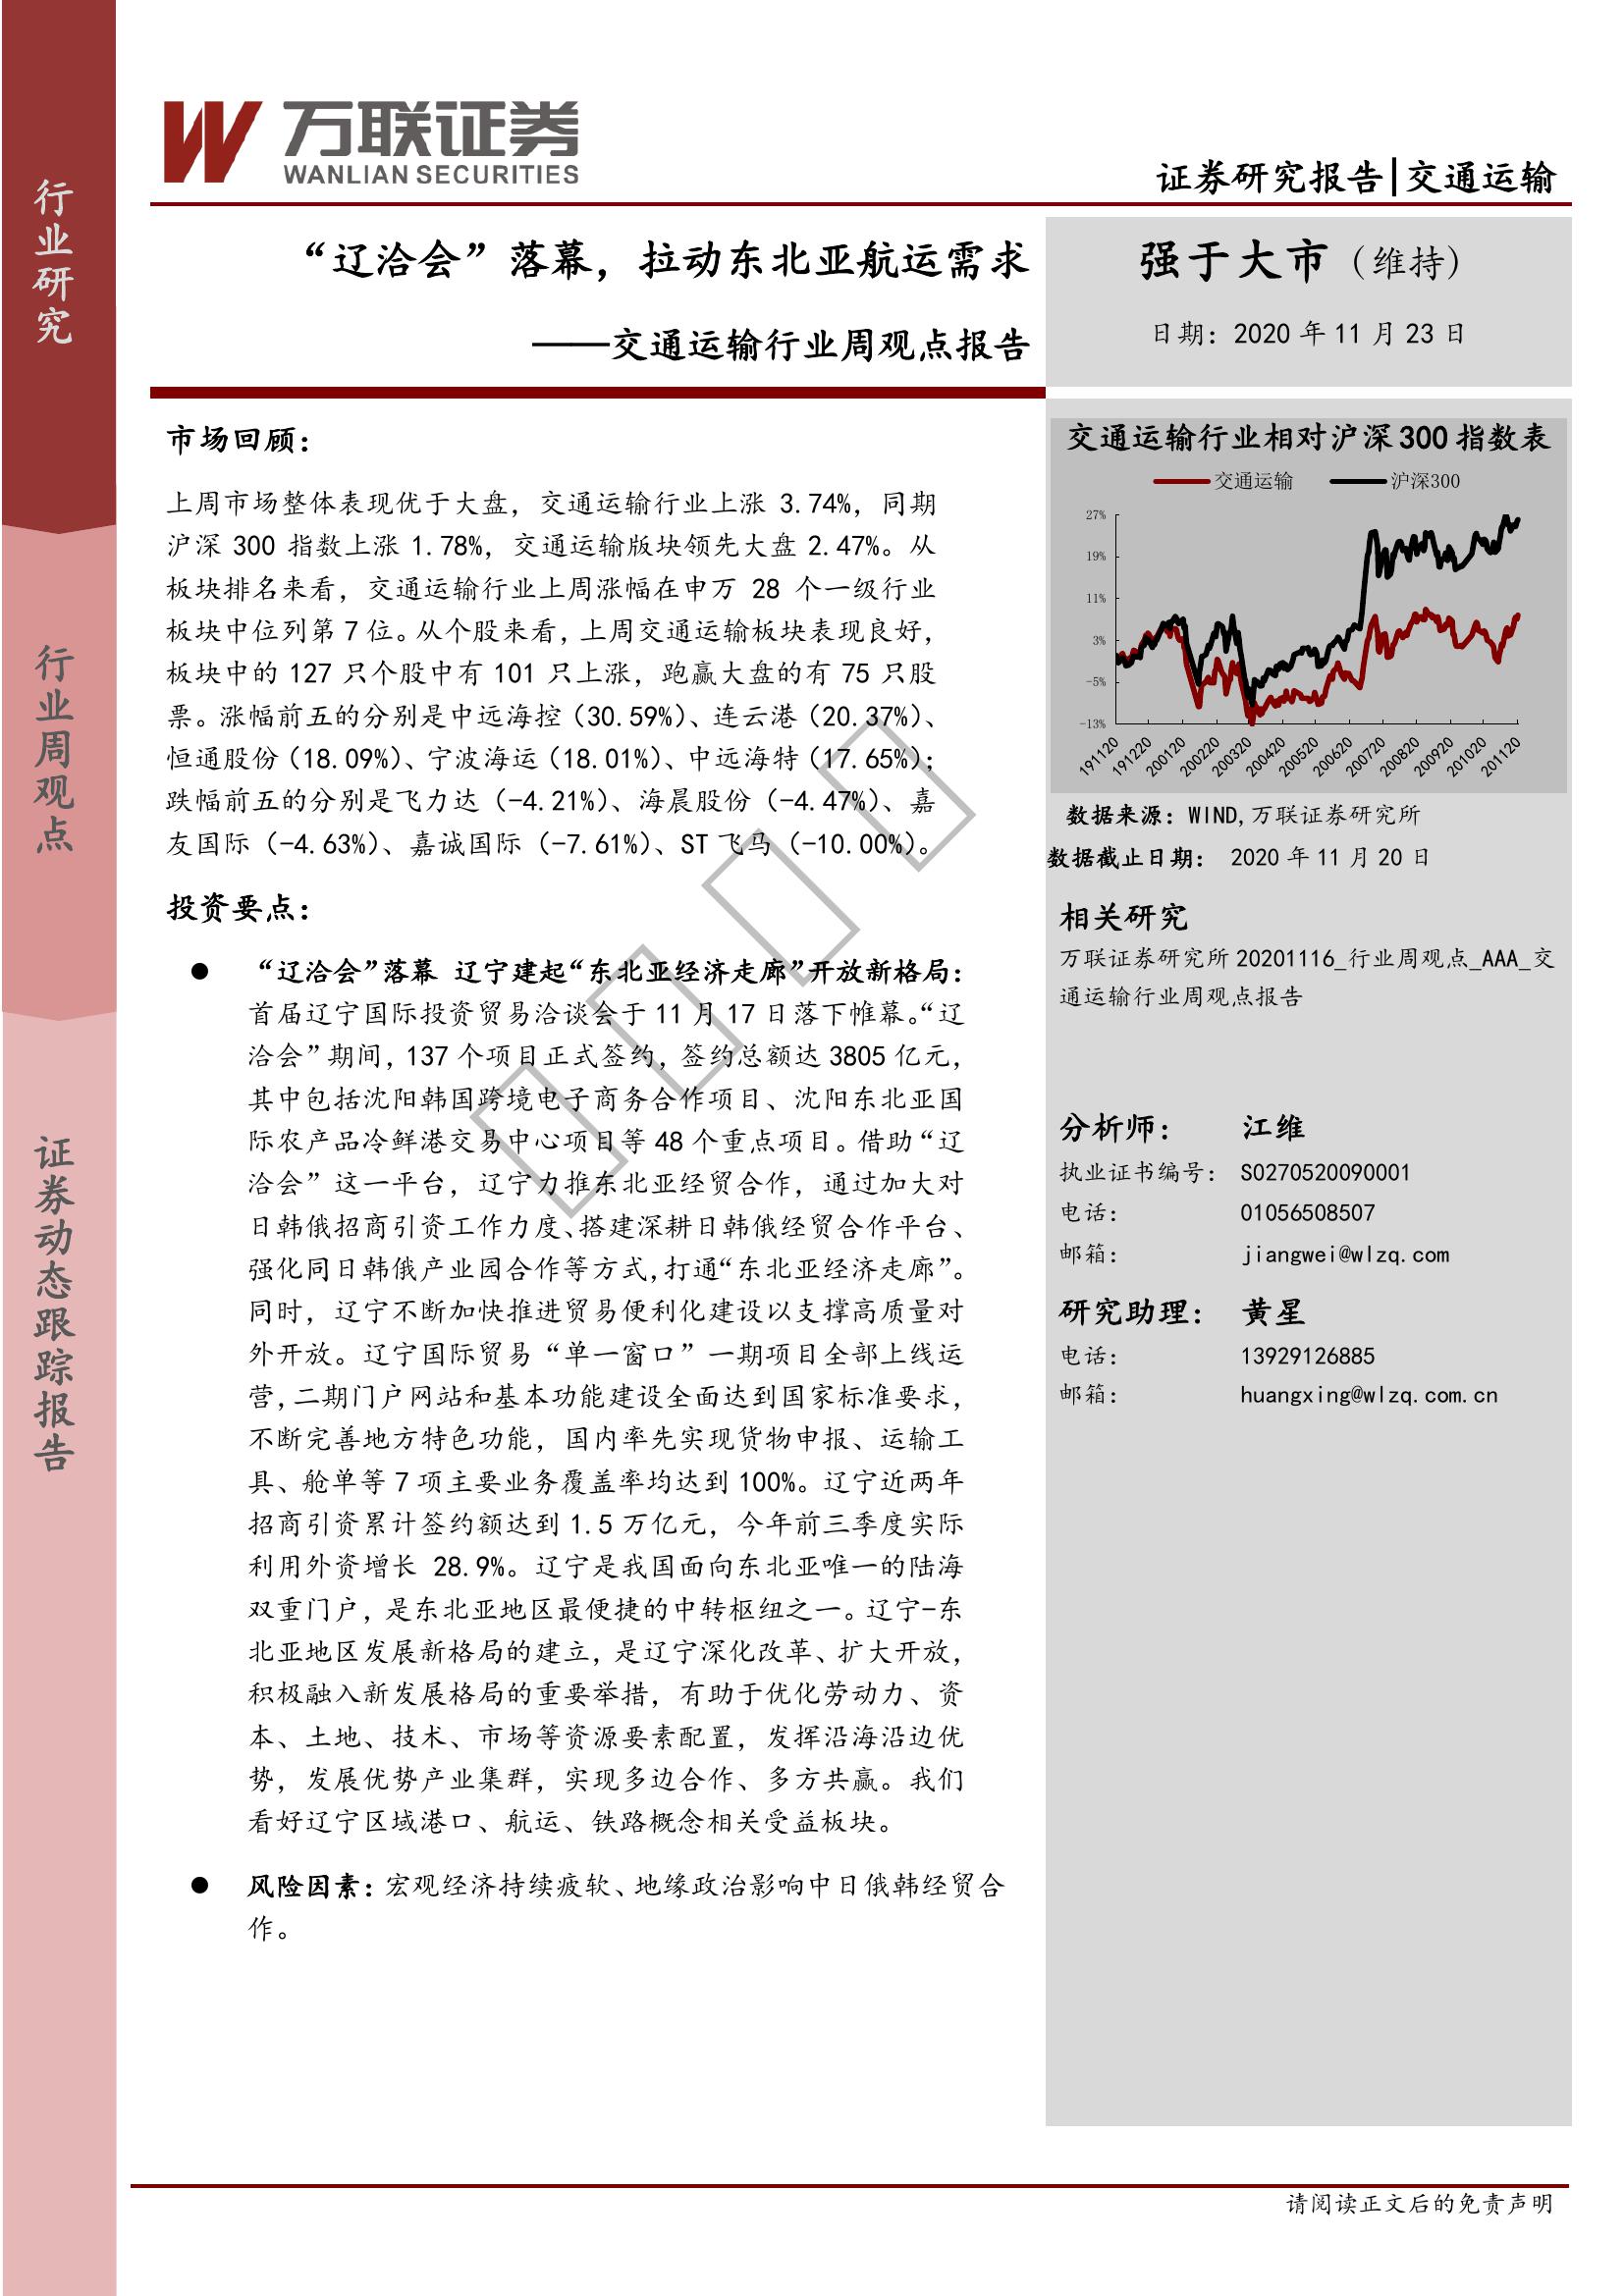 行业研究
行业周观点
证券动态跟踪报告
万联证券
WANLIAN SECURITIES
证券研究报告|交通运输
“辽洽会”落幕，拉动东北亚航运需求
——交通运输行业周观点报告
强于大市（维持）
日期：2020 年 11 月 23 日
市场回顾：
上周市场整体表现优于大盘，交通运输行业上涨 3.74%，同期
沪深 300 指数上涨 1.78%，交通运输版块领先大盘 2.47%。从
板块排名来看，交通运输行业上周涨幅在申万 28 个一级行业
板块中位列第 7 位。从个股来看，上周交通运输板块表现良好，
板块中的 127 只个股中有 101 只上涨，跑赢大盘的有 75 只股
票。涨幅前五的分别是中远海控（30.59%）、连云港（20.37%）、
恒通股份（18.09%）、宁波海运（18.01%）、中远海特（17.65%）；
跌幅前五的分别是飞力达（-4.21%）、海晨股份（-4.47%）、嘉
友国际（-4.63%）、嘉诚国际（-7.61%）、ST 飞马（-10.00%）。
投资要点：
● “辽洽会”落幕 辽宁建起“东北亚经济走廊”开放新格局：
首届辽宁国际投资贸易洽谈会于 11 月 17 日落下帷幕。“辽
洽会”期间，137 个项目正式签约，签约总额达 3805 亿元，
其中包括沈阳韩国跨境电子商务合作项目、沈阳东北亚国
际农产品冷鲜港交易中心项目等 48 个重点项目。借助“辽
洽会”这一平台，辽宁力推东北亚经贸合作，通过加大对
日韩俄招商引资工作力度、搭建深耕日韩俄经贸合作平台、
强化同日韩俄产业园合作等方式，打通“东北亚经济走廊”。
同时，辽宁不断加快推进贸易便利化建设以支撑高质量对
外开放。辽宁国际贸易“单一窗口”一期项目全部上线运
营，二期门户网站和基本功能建设全面达到国家标准要求，
不断完善地方特色功能，国内率先实现货物申报、运输工
具、舱单等 7 项主要业务覆盖率均达到 100%。辽宁近两年
招商引资累计签约额达到 1.5 万亿元，今年前三季度实际
利用外资增长 28.9%。辽宁是我国面向东北亚唯一的陆海
双重门户，是东北亚地区最便捷的中转枢纽之一。辽宁-东
北亚地区发展新格局的建立，是辽宁深化改革、扩大开放，
积极融入新发展格局的重要举措，有助于优化劳动力、资
本、土地、技术、市场等资源要素配置，发挥沿海沿边优
势，发展优势产业集群，实现多边合作、多方共赢。我们
看好辽宁区域港口、航运、铁路概念相关受益板块。
● 风险因素：宏观经济持续疲软、地缘政治影响中日俄韩经贸合
作。
交通运输行业相对沪深 300 指数表
交通运输 沪深300
27%
19%
11%
3%
-5%
-13%
191120 191220 200120 200220 200320 200420 200520 200620 200720 200820 200920 201020 201120
数据来源：WIND，万联证券研究所
数据截止日期： 2020 年 11 月 20 日
相关研究
万联证券研究所 20201116_行业周观点_AAA_交
通运输行业周观点报告
分析师： 江维
执业证书编号： S0270520090001
电话： 01056508507
邮箱： jiangwei@wlzq.com
研究助理： 黄星
电话： 13929126885
邮箱： huangxing@wlzq.com.cn
请阅读正文后的免责声明